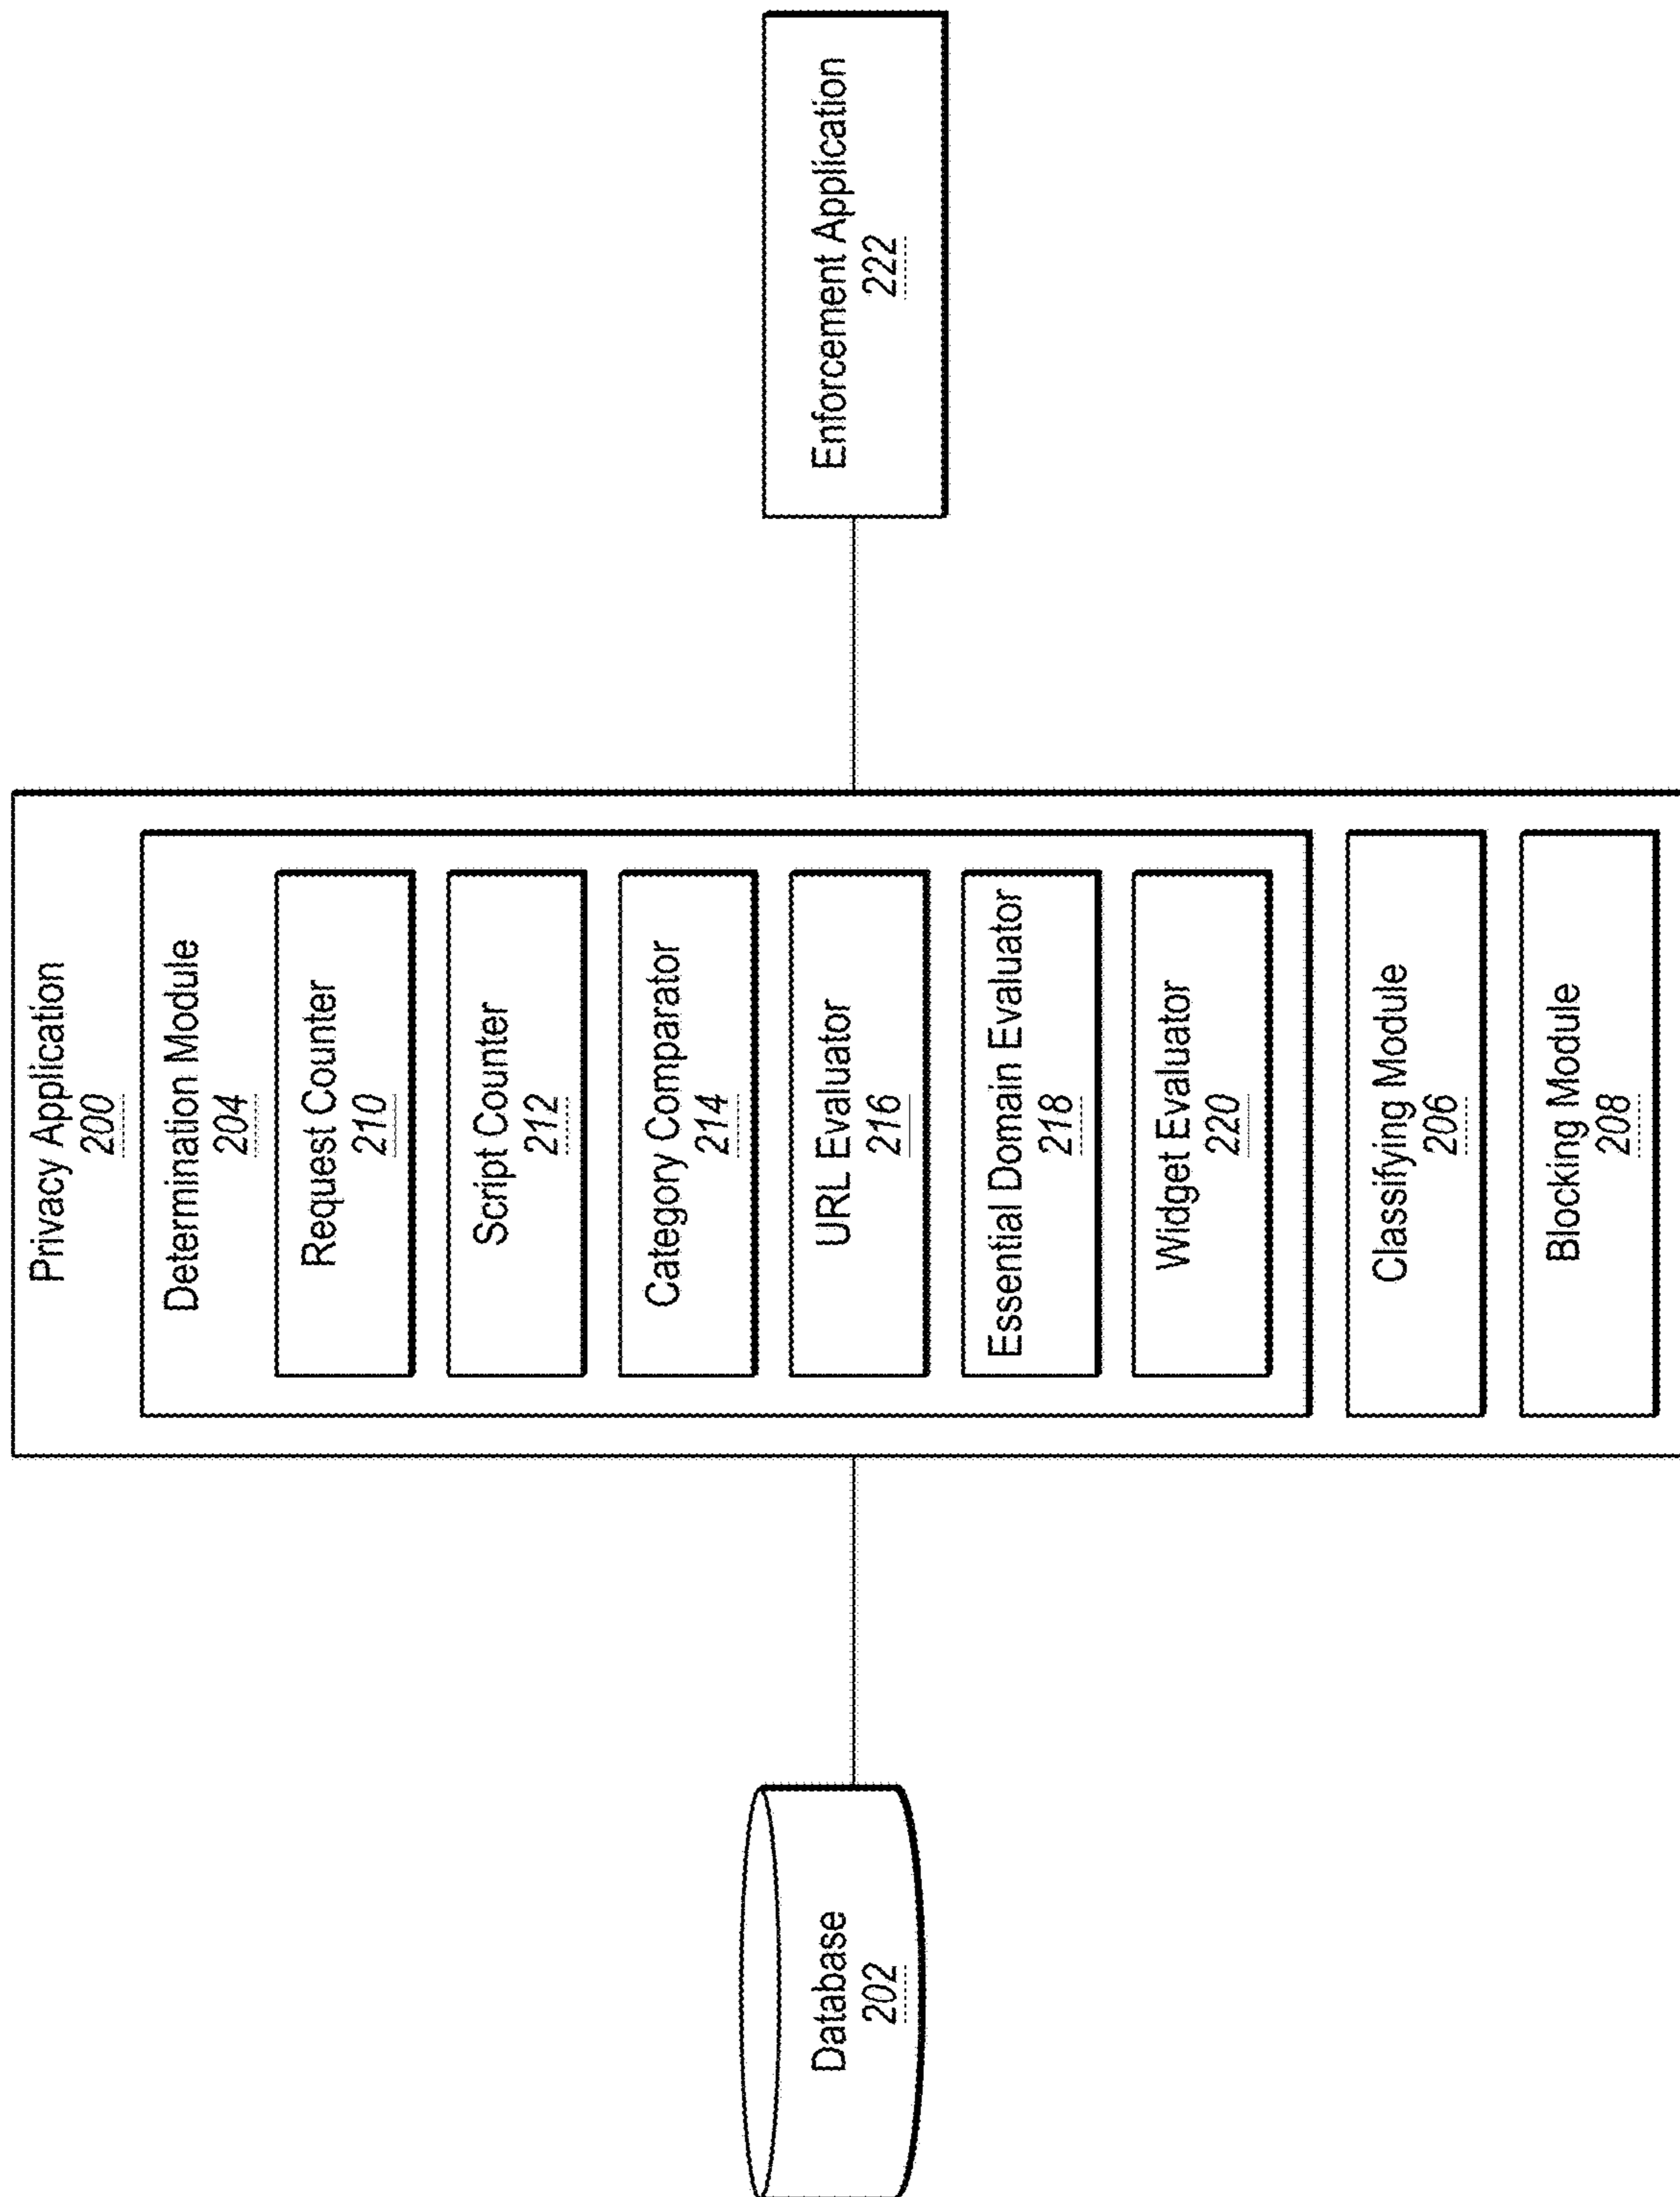 Privacy Application
200
Determination Module
204
Request Counter
210
Script Counter
212
Category Comparator
214
URL Evaluator
216
Essential Domain Evaluator
218
Widget Evaluator
220
Classifying Module
206
Blocking Module
208
Database
202
Enforcement Application
222